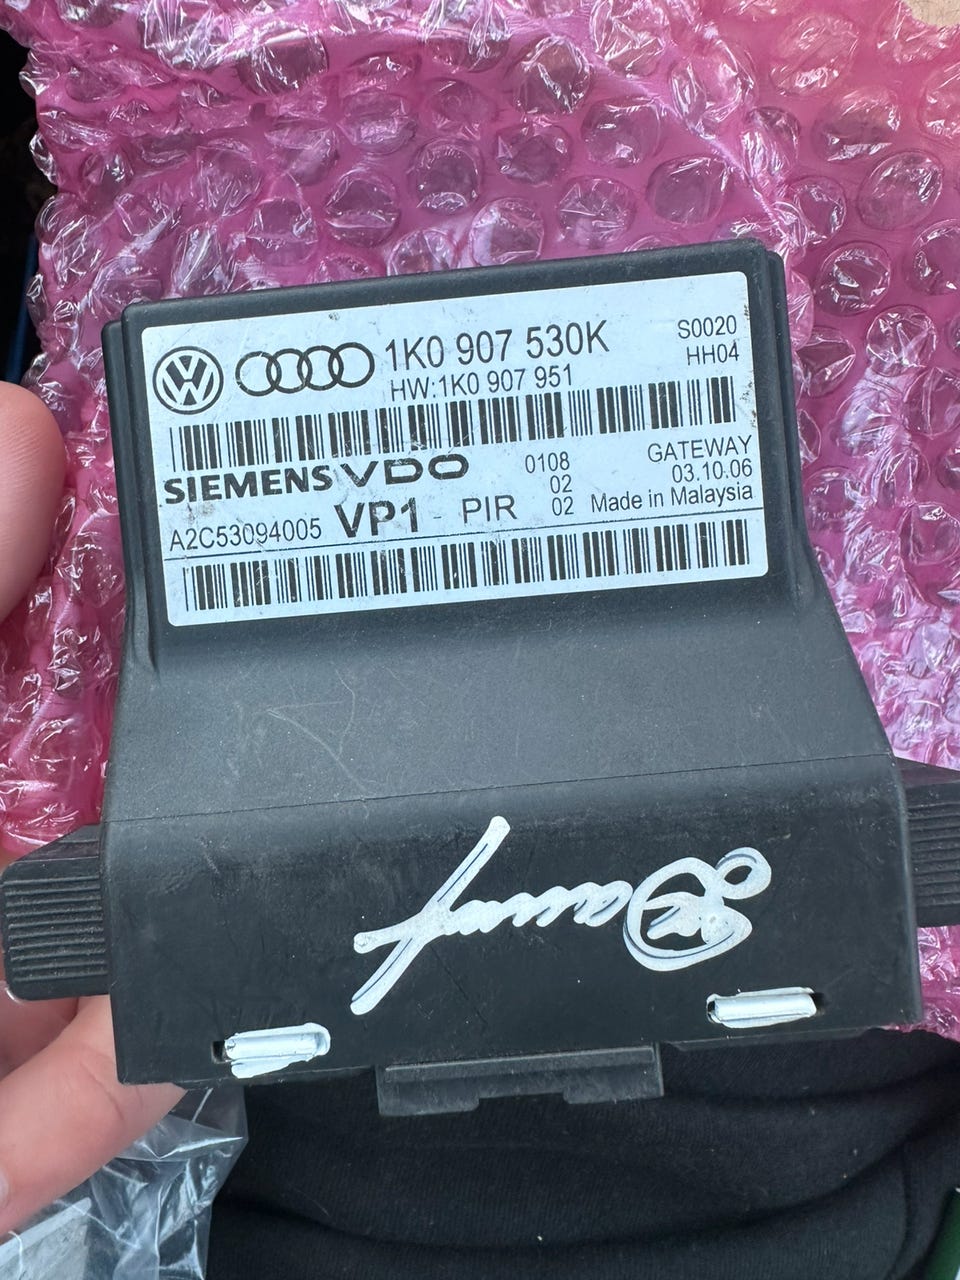 1K0 907 530K
HW:1K0 907 951
S0020
HH04
SIEMENS VDO
0108
02
02
GATEWAY
03.10.06
Made in Malaysia
A2C53094005 VP1 - PIR